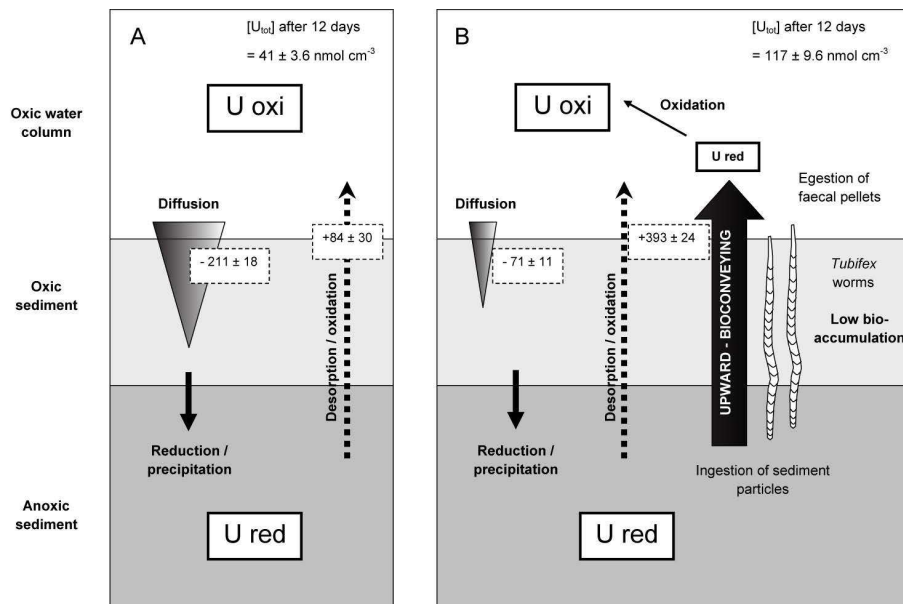 A
[Utot] after 12 days
= 41 ± 3.6 nmol cm-3
Oxic water
column
U oxi
Diffusion
+84 ± 30
- 211 ± 18
Oxic
sediment
Desorption / oxidation
Reduction /
precipitation
Anoxic
sediment
U red
B
[Utot] after 12 days
= 117 ± 9.6 nmol cm-3
U oxi
Oxidation
U red
Egestion of
faecal pellets
Diffusion
+393 ± 24
- 71 ± 11
Tubifex
worms
Low bio-
accumulation
Desorption / oxidation
UPWARD - BIOCONVEYING
Reduction /
precipitation
Ingestion of sediment
particles
U red